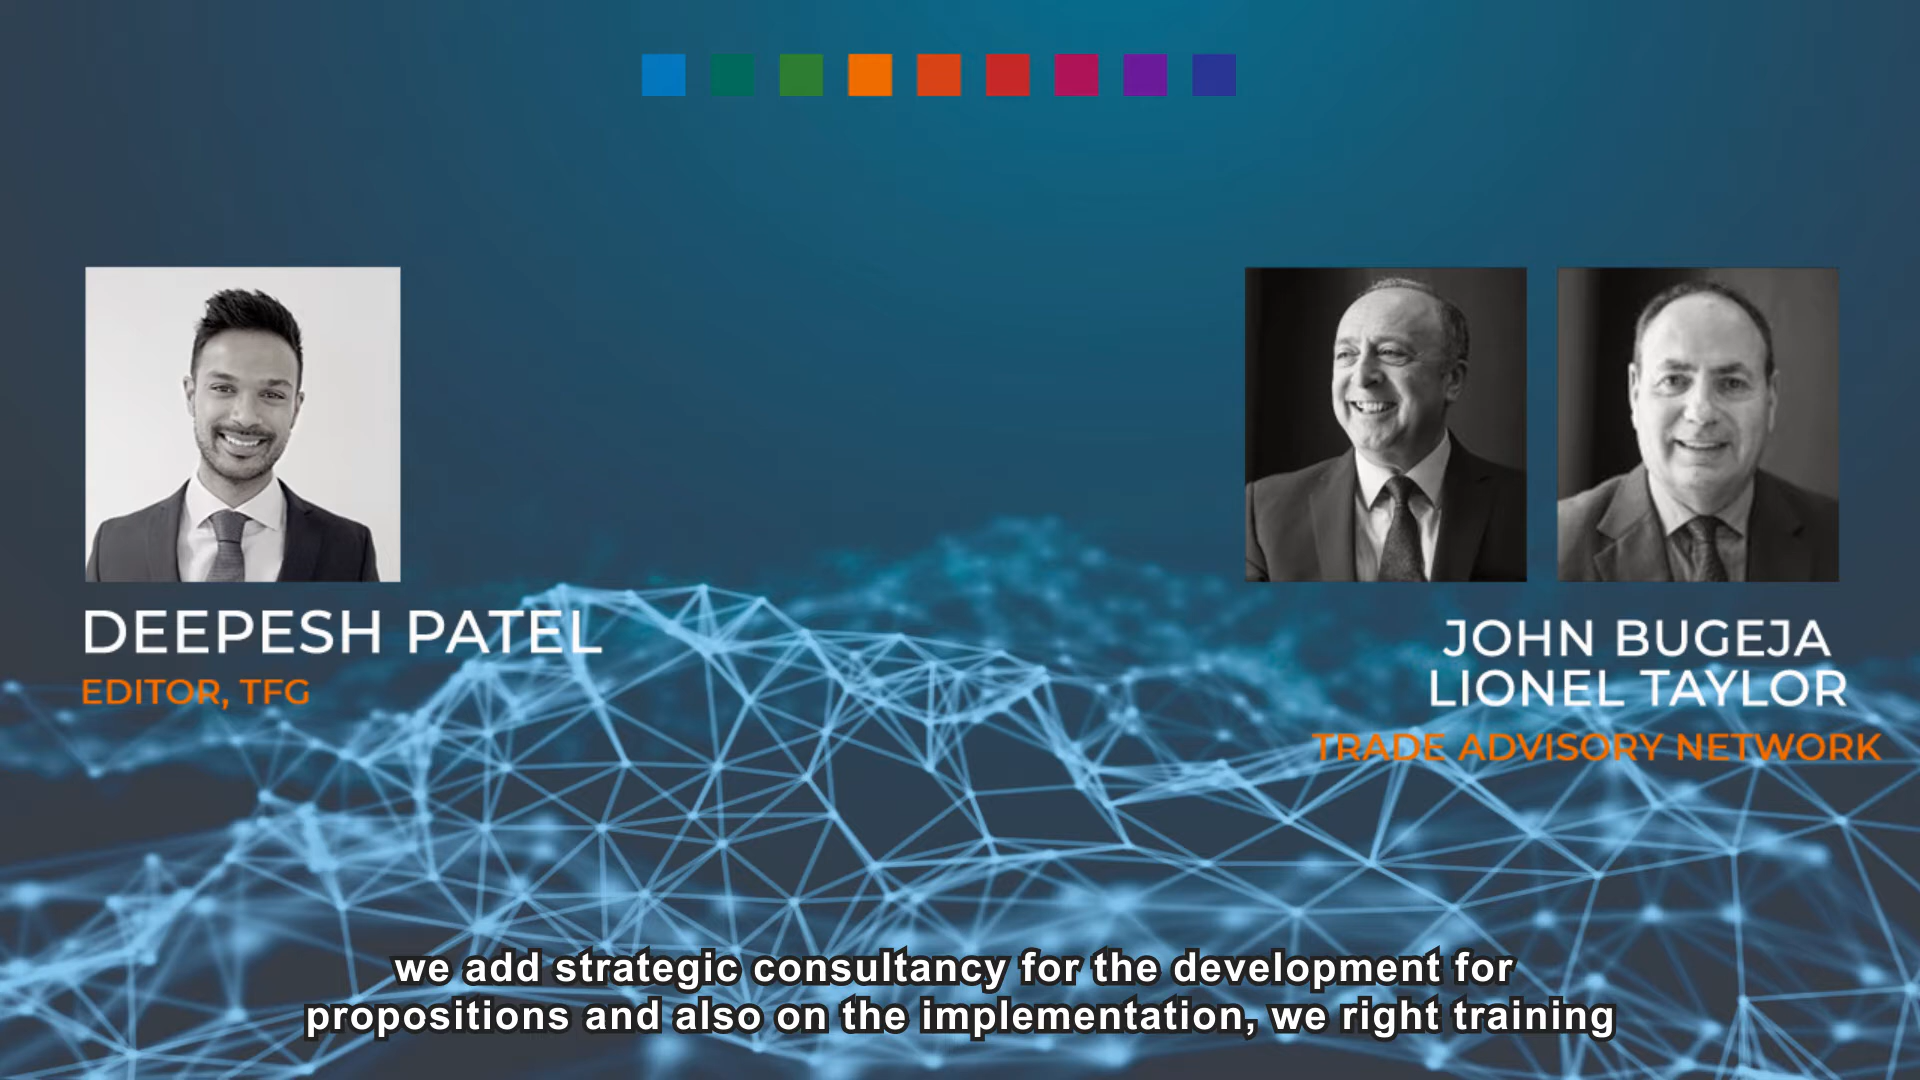 DEEPESH PATEL
EDITOR, TFG
JOHN BUGEJA
LIONEL TAYLOR
TRADE ADVISORY NETWORK
we add strategic consultancy for the development for
propositions and also on the implementation, we right training